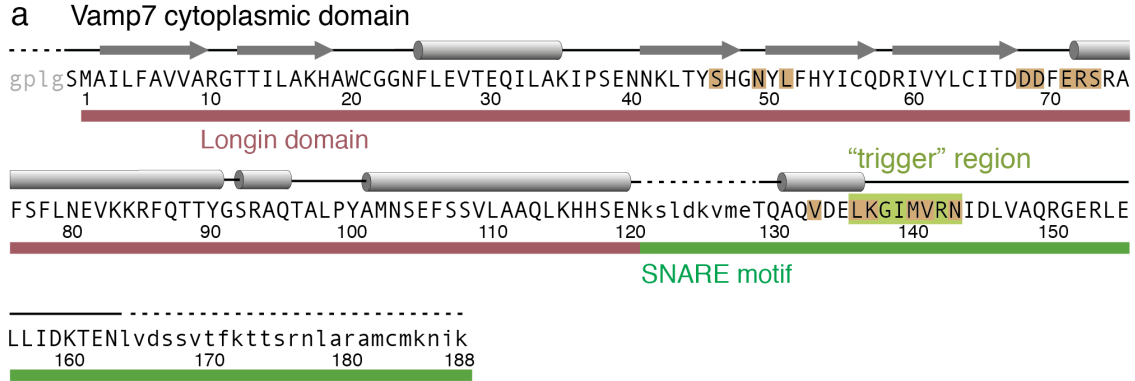 a Vamp7 cytoplasmic domain
gplgSMAILFAVVARGTTILAKHAWCGGNFLEVTEQILAKIPSENNKLTYSHGNYLFHYICQDRIVYLCITDDDFERSRA
1 10 20 30 40 50 60 70
Longin domain
“trigger” region
FSFLNEVKKRFQTTYGSRAQTALPYAMNSEFSSVLAAQLKHHSENksldkvmeTQAQVDELKGIMVRNIDLVAQRGERLE
80 90 100 110 120 130 140 150
SNARE motif
LLIDKTENlvdssvtfkttsrnlaramcmknik
160 170 180 188